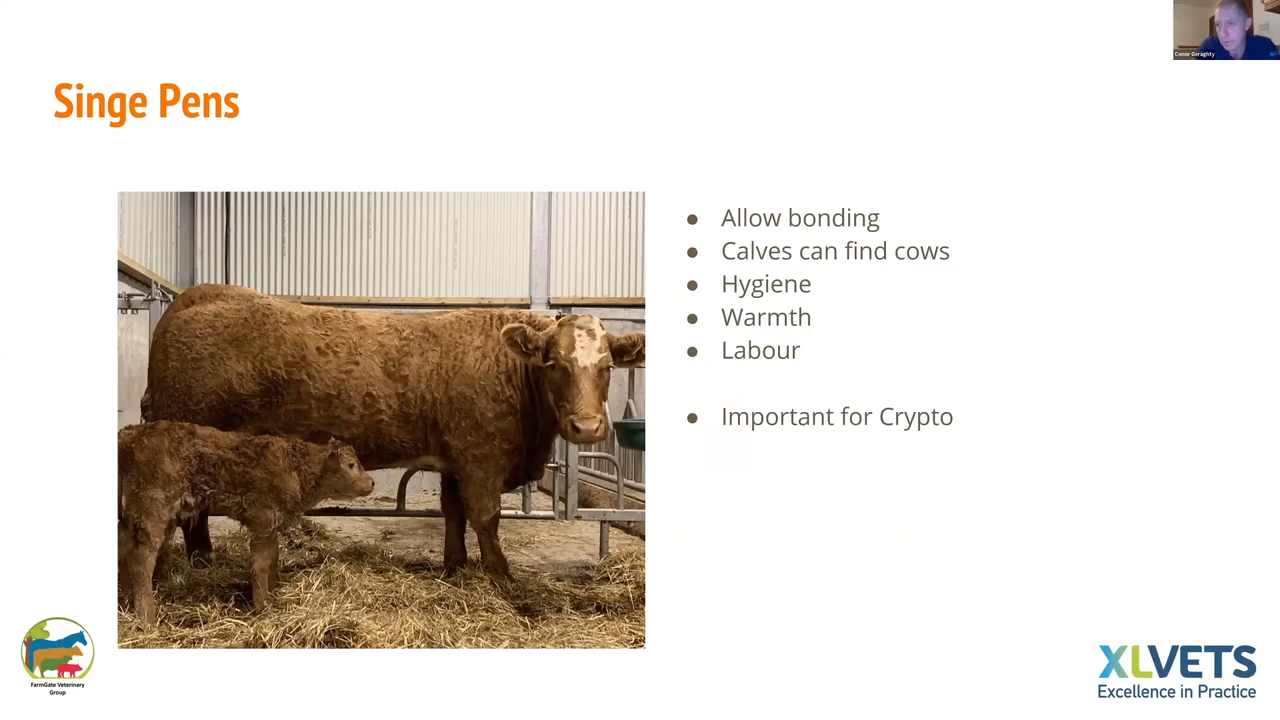 Conor Geraghty
Singe Pens
● Allow bonding
● Calves can find cows
● Hygiene
● Warmth
● Labour
● Important for Crypto
FarmGate Veterinary
Group
XLVETS
Excellence in Practice